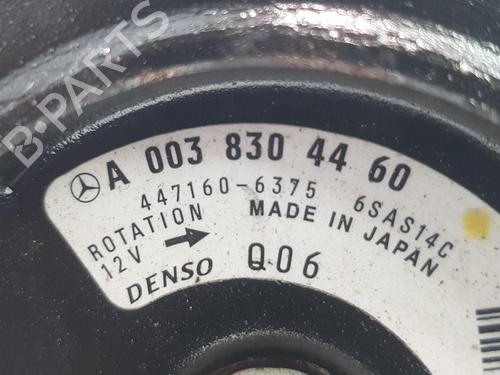 A 003 830 44 60
447160-6375 6SAS14C
ROTATION MADE IN JAPAN
12V
DENSO Q06
B-PARTS